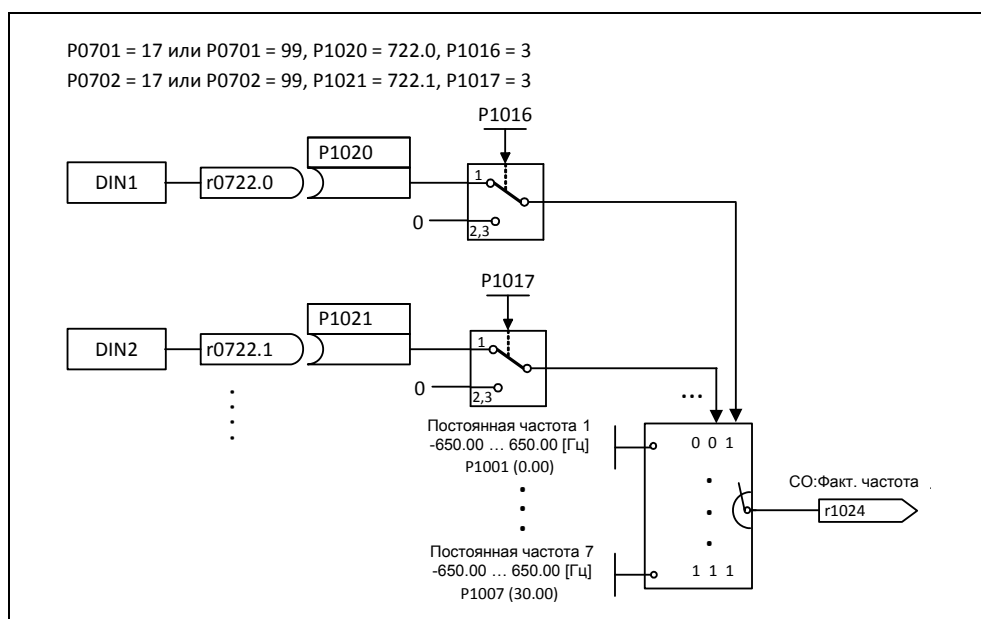 P0701 = 17 или P0701 = 99, P1020 = 722.0, P1016 = 3
P0702 = 17 или P0702 = 99, P1021 = 722.1, P1017 = 3
P1016
P1020
DIN1
r0722.0
1
0
2,3
P1017
P1021
DIN2
r0722.1
1
0
2,3
...
Постоянная частота 1
-650.00 ... 650.00 [Гц]
P1001 (0.00)
0 0 1
СО:Факт. частота
r1024
Постоянная частота 7
-650.00 ... 650.00 [Гц]
P1007 (30.00)
1 1 1